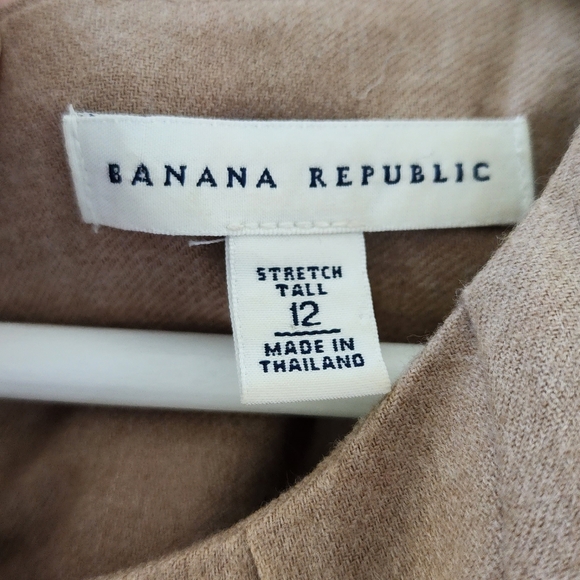 BANANA REPUBLIC
STRETCH
TALL
12
MADE IN
THAILAND